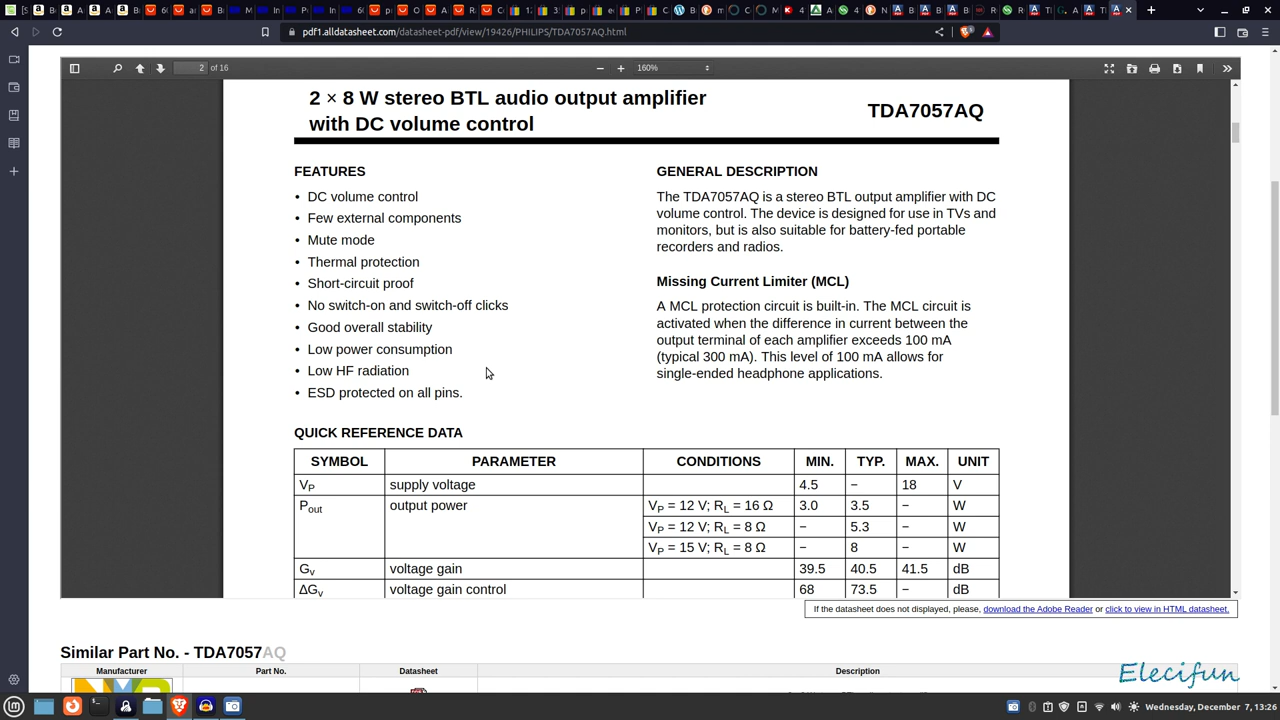 pdf1.alldatasheet.com/datasheet-pdf/view/19426/PHILIPS/TDA7057AQ.html
2 of 16
160%
2 × 8 W stereo BTL audio output amplifier
with DC volume control
TDA7057AQ
FEATURES
• DC volume control
• Few external components
• Mute mode
• Thermal protection
• Short-circuit proof
• No switch-on and switch-off clicks
• Good overall stability
• Low power consumption
• Low HF radiation
• ESD protected on all pins.
GENERAL DESCRIPTION
The TDA7057AQ is a stereo BTL output amplifier with DC
volume control. The device is designed for use in TVs and
monitors, but is also suitable for battery-fed portable
recorders and radios.
Missing Current Limiter (MCL)
A MCL protection circuit is built-in. The MCL circuit is
activated when the difference in current between the
output terminal of each amplifier exceeds 100 mA
(typical 300 mA). This level of 100 mA allows for
single-ended headphone applications.
QUICK REFERENCE DATA
SYMBOL PARAMETER CONDITIONS MIN. TYP. MAX. UNIT
VP supply voltage 4.5 − 18 V
Pout output power VP = 12 V; RL = 16 Ω 3.0 3.5 − W
VP = 12 V; RL = 8 Ω − 5.3 − W
VP = 15 V; RL = 8 Ω − 8 − W
Gv voltage gain 39.5 40.5 41.5 dB
ΔGv voltage gain control 68 73.5 − dB
If the datasheet does not displayed, please, download the Adobe Reader or click to view in HTML datasheet.
Similar Part No. - TDA7057AQ
Manufacturer Part No. Datasheet Description
Elecifun
Wednesday, December 7, 13:26